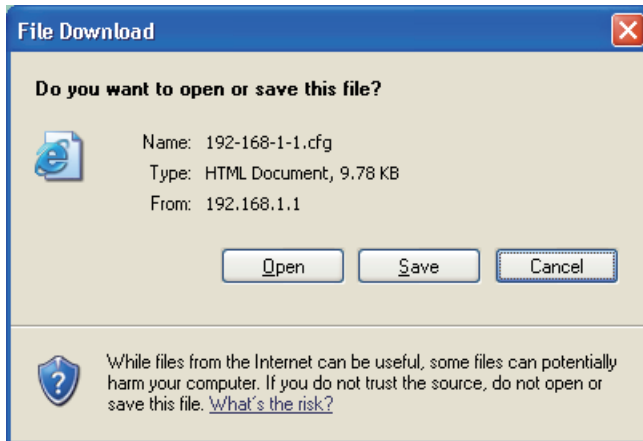 File Download
Do you want to open or save this file?
Name: 192-168-1-1.cfg
Type: HTML Document, 9.78 KB
From: 192.168.1.1
Open Save Cancel
While files from the Internet can be useful, some files can potentially
harm your computer. If you do not trust the source, do not open or
save this file. What's the risk?